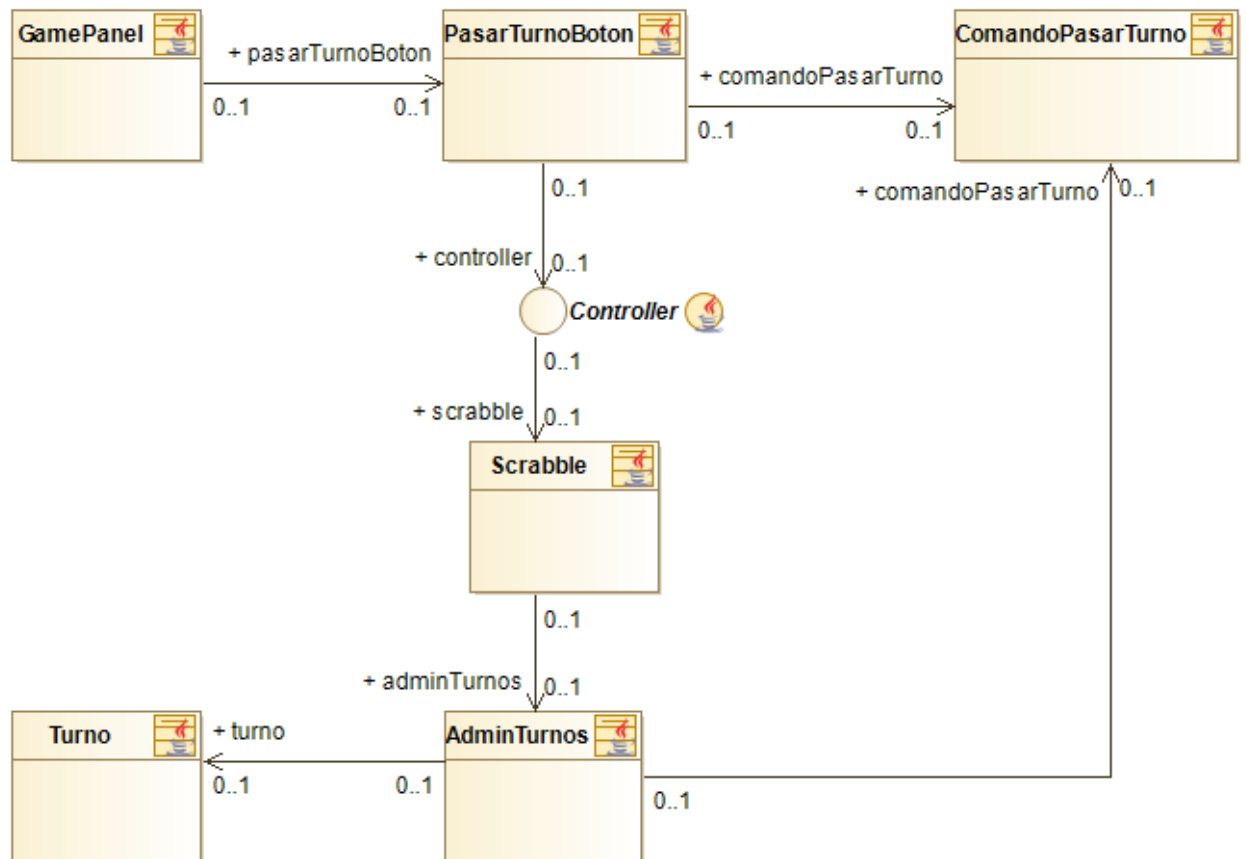 GamePanel
+ pasarTurnoBoton
0..1
0..1
PasarTurnoBoton
+ comandoPasarTurno
0..1
0..1
ComandoPasarTurno
+ comandoPasarTurno
0..1
0..1
+ controller
0..1
Controller
0..1
+ scrabble
0..1
Scrabble
0..1
+ adminTurnos
0..1
Turno
+ turno
0..1
0..1
AdminTurnos
0..1